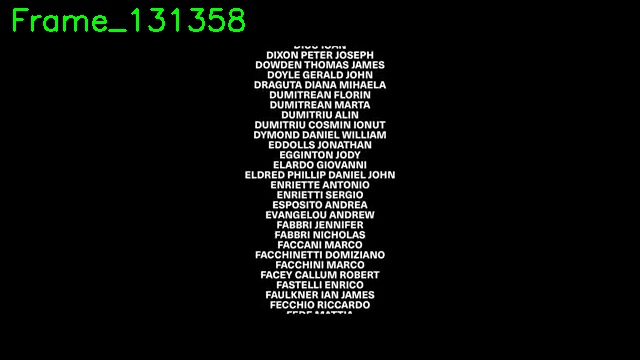 Frame_131358
DIXON PETER JOSEPH
DOWDEN THOMAS JAMES
DOYLE GERALD JOHN
DRAGUTA DIANA MIHAELA
DUMITREAN FLORIN
DUMITREAN MARTA
DUMITRIU ALIN
DUMITRIU COSMIN IONUT
DYMOND DANIEL WILLIAM
EDDOLLS JONATHAN
EGGINTON JODY
ELARDO GIOVANNI
ELDRED PHILLIP DANIEL JOHN
ENRIETTE ANTONIO
ENRIETTI SERGIO
ESPOSITO ANDREA
EVANGELOU ANDREW
FABBRI JENNIFER
FABBRI NICHOLAS
FACCANI MARCO
FACCHINETTI DOMIZIANO
FACCHINI MARCO
FACEY CALLUM ROBERT
FASTELLI ENRICO
FAULKNER IAN JAMES
FECCHIO RICCARDO
FEDE MATTIA